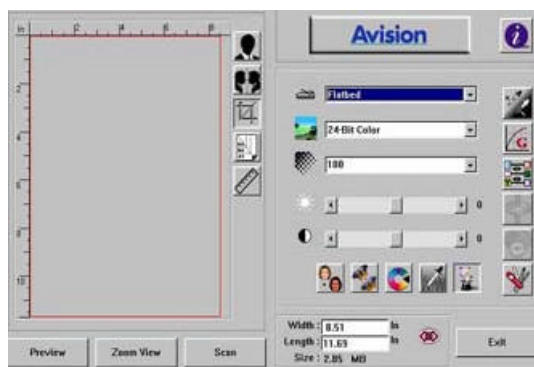 Avision
in
2
4
6
8
2
4
6
8
10
Flatbed
24-Bit Color
100
0
0
G
Width : 8.51 In
Length : 11.69 In
Size : 2.85 MB
Preview
Zoom View
Scan
Exit